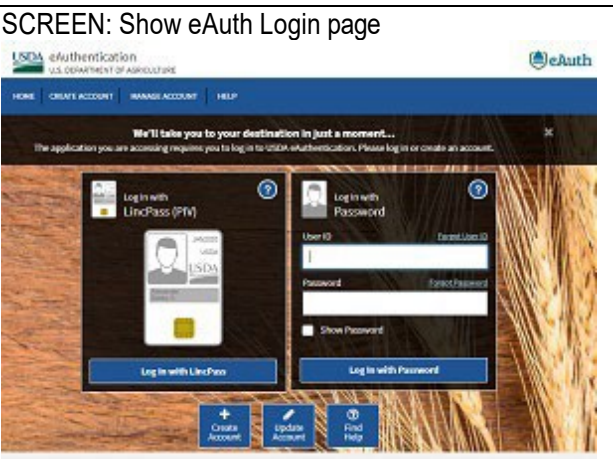 SCREEN: Show eAuth Login page
USDA eAuthentication
U.S. DEPARTMENT OF AGRICULTURE
eAuth
HOME CREATE ACCOUNT MANAGE ACCOUNT HELP
We'll take you to your destination in just a moment...
The application you are accessing requires you to log in to USDA eAuthentication. Please log in or create an account.
Log in with
LincPass (PIV)
USDA
Log in with LincPass
Log in with
Password
User ID Forgot User ID
Password Forgot Password
Show Password
Log in with Password
Create
Account
Update
Account
Find
Help